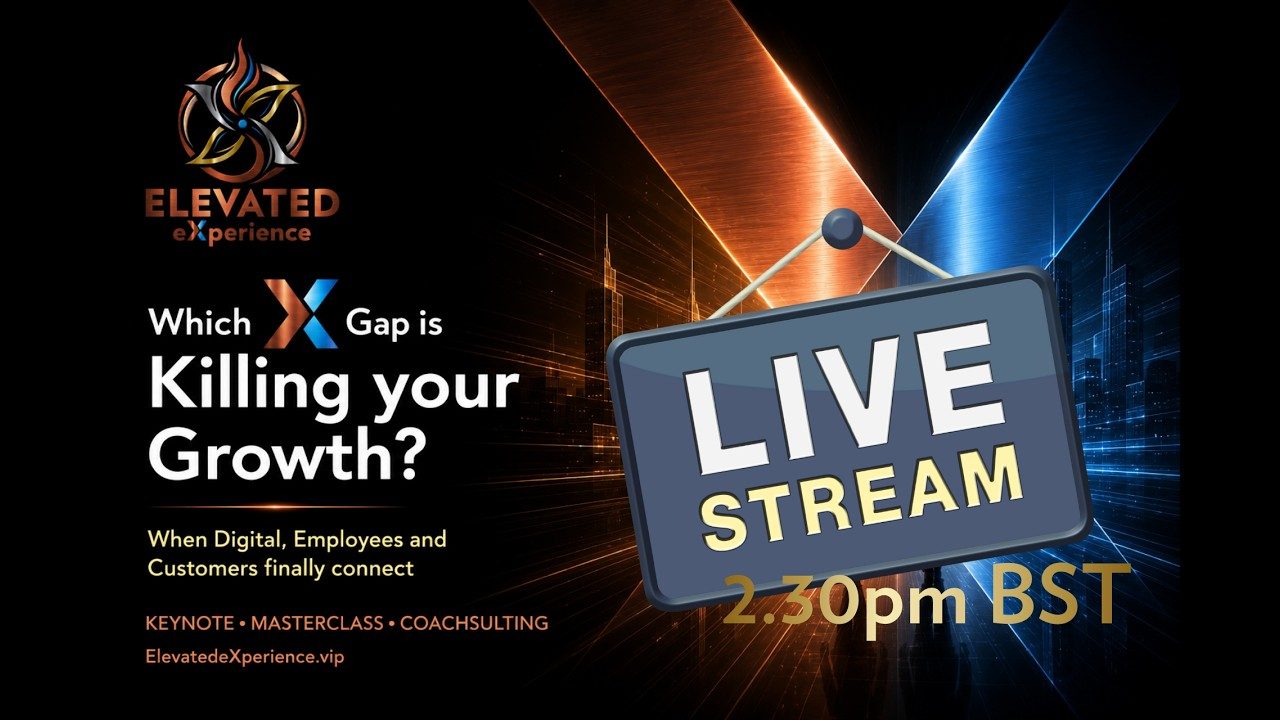 ELEVATED
eXperience
Which X Gap is
Killing your
Growth?
When Digital, Employees and
Customers finally connect
KEYNOTE • MASTERCLASS • COACHSULTING
ElevatedeXperience.vip
LIVE
STREAM
2.30pm BST